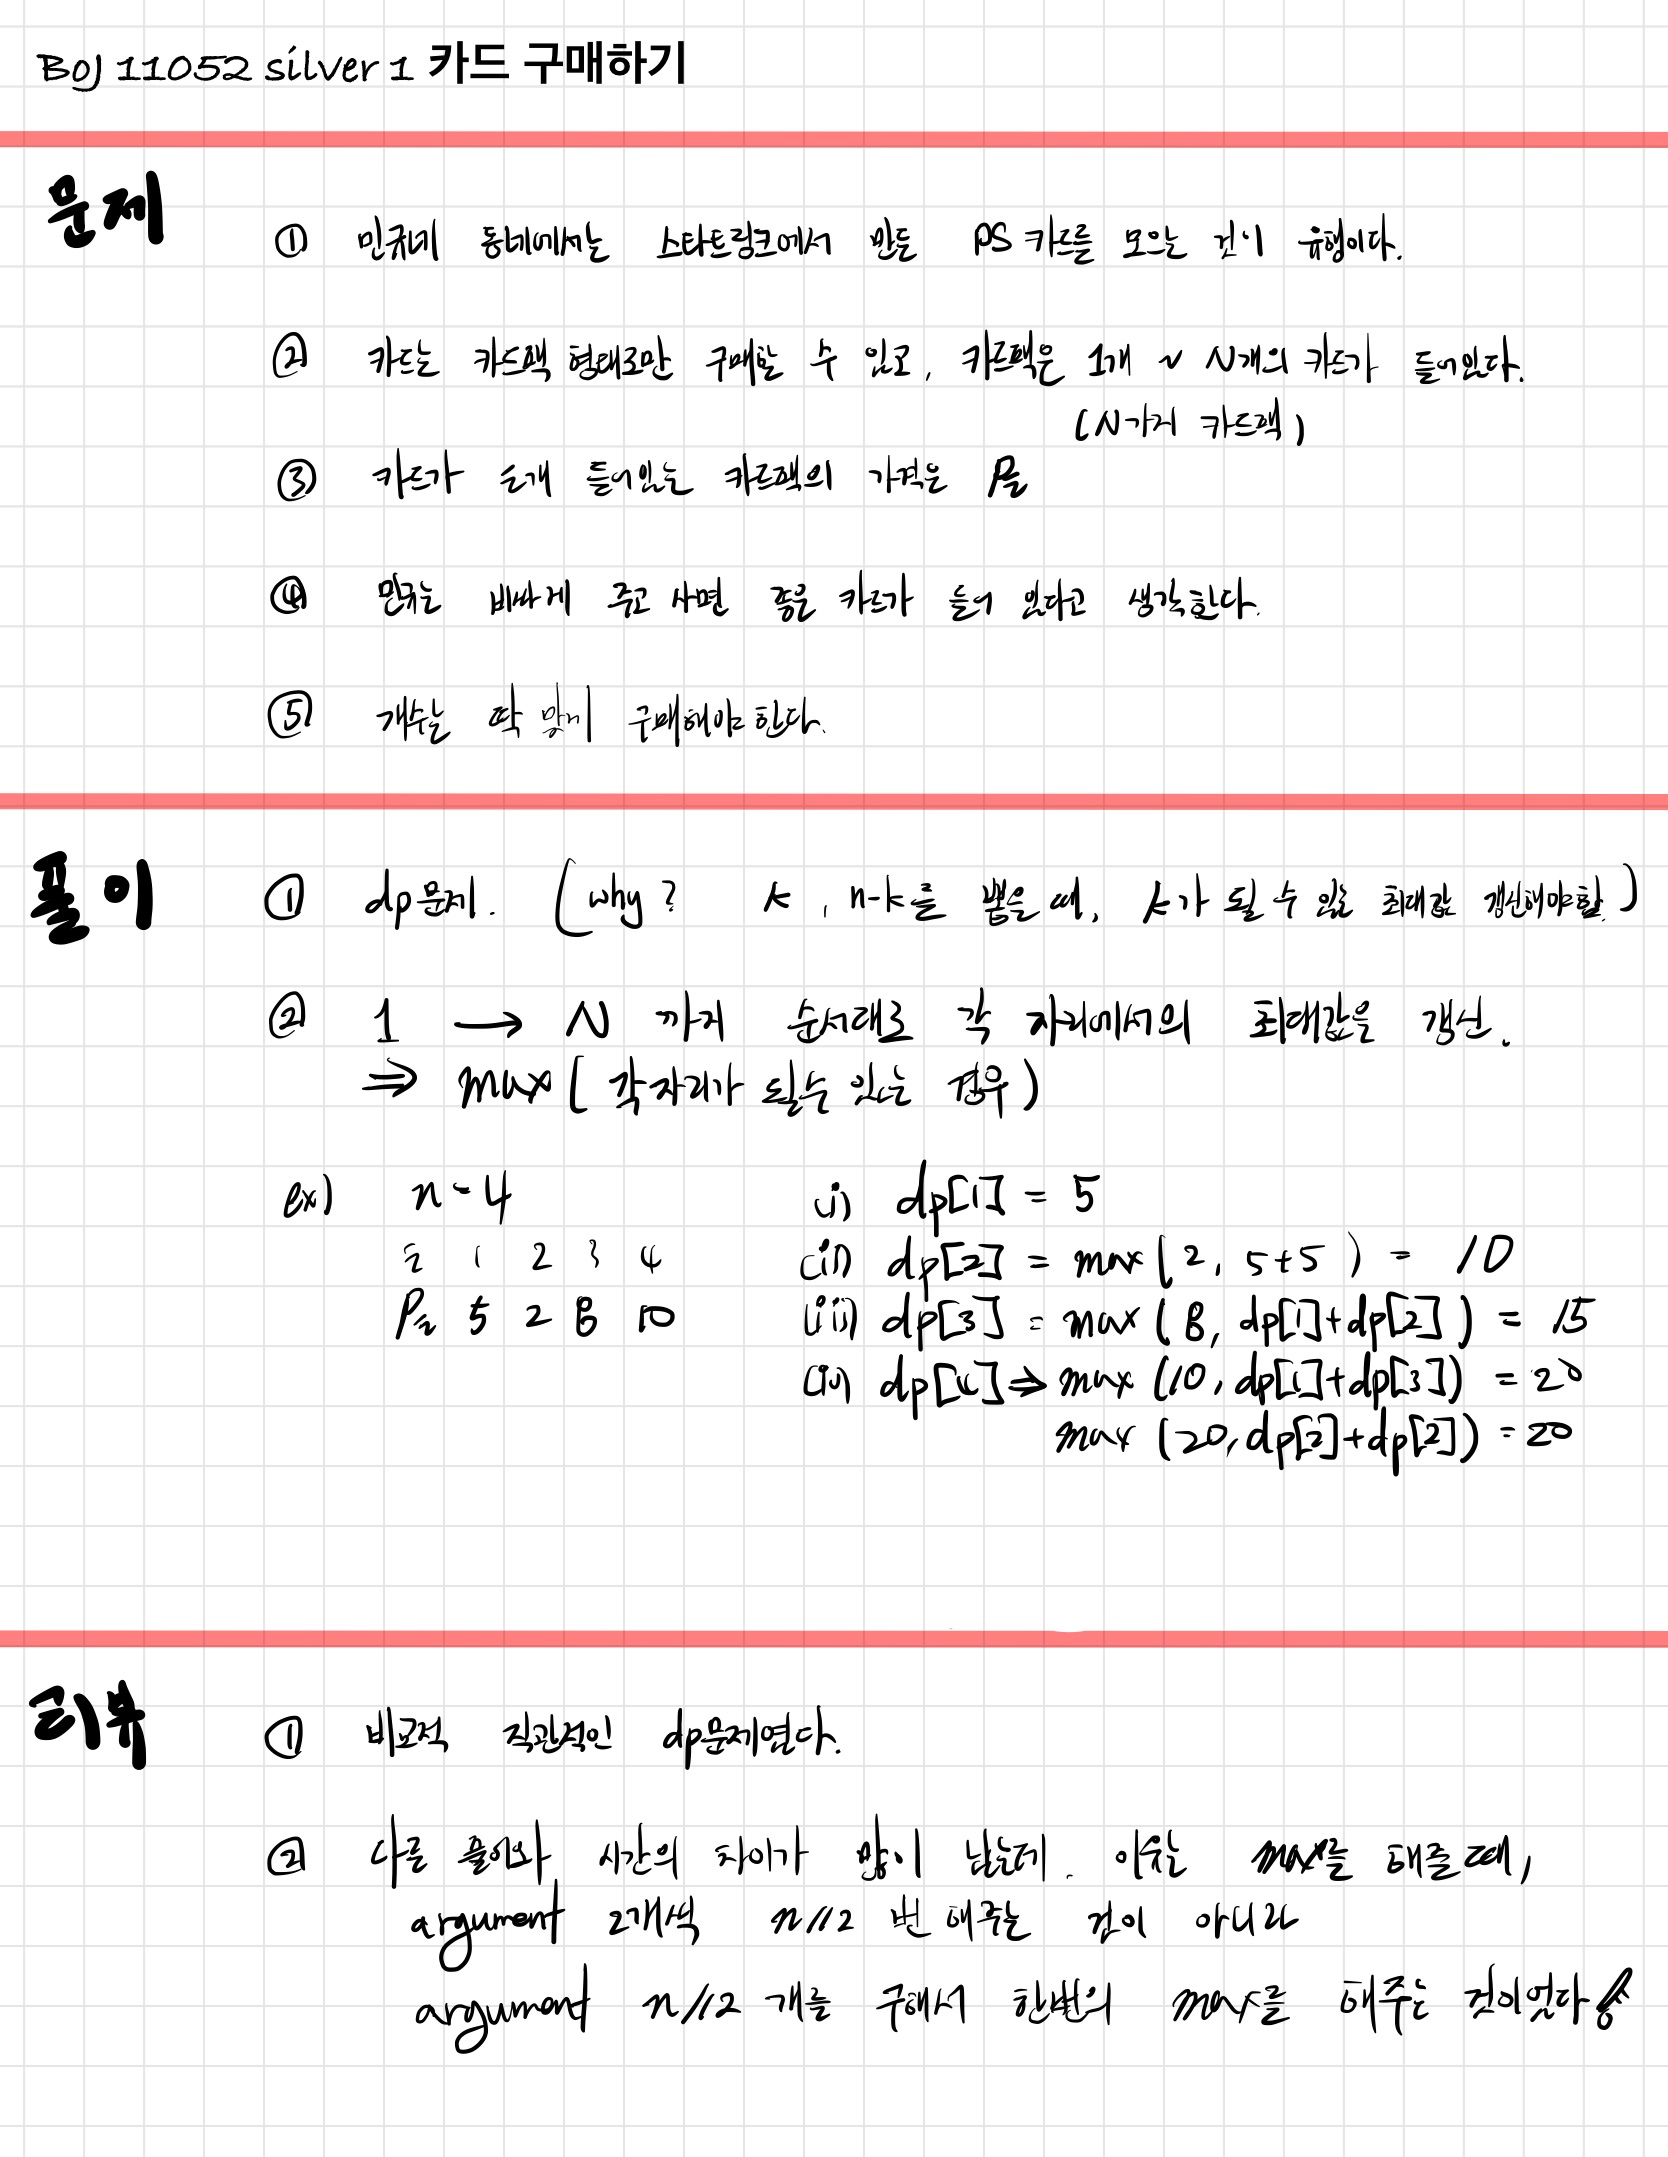 BOJ 11052 silver 1 카드 구매하기
문제
① 민규네 동네에서는 스타트링크에서 만든 PS카드를 모으는 것이 유행이다.
② 카드는 카드팩 형태로만 구매할 수 있고, 카드팩은 1개 ~ N개의 카드가 들어있다.
(N가지 카드팩)
③ 카드가 i개 들어있는 카드팩의 가격은 Pi
④ 민규는 비싸게 주고 사면 좋은 카드가 들어 있다고 생각한다.
⑤ 개수는 딱 맞게 구매해야 한다.
풀이
① dp문제. (why? k, n-k를 뽑을 때, k가 될 수 있는 최대값 갱신해야함.)
② 1 → N 까지 순서대로 각 자리에서의 최대값을 갱신.
⇒ max(각자리가 될수 있는 경우)
ex) n=4 (i) dp[1] = 5
i 1 2 3 4 (ii) dp[2] = max(2, 5+5) = 10
Pi 5 2 8 10 (iii) dp[3] = max(8, dp[1]+dp[2]) = 15
(iv) dp[4] ⇒ max(10, dp[1]+dp[3]) = 20
max(20, dp[2]+dp[2]) = 20
리뷰
① 비교적 직관적인 dp문제였다.
② 다른 풀이와 시간의 차이가 많이 났는데. 이유는 max를 해줄 때,
argument 2개씩 n//2 번 해주는 것이 아니라
argument n//2 개를 구해서 한번의 max를 해주는 것이었다